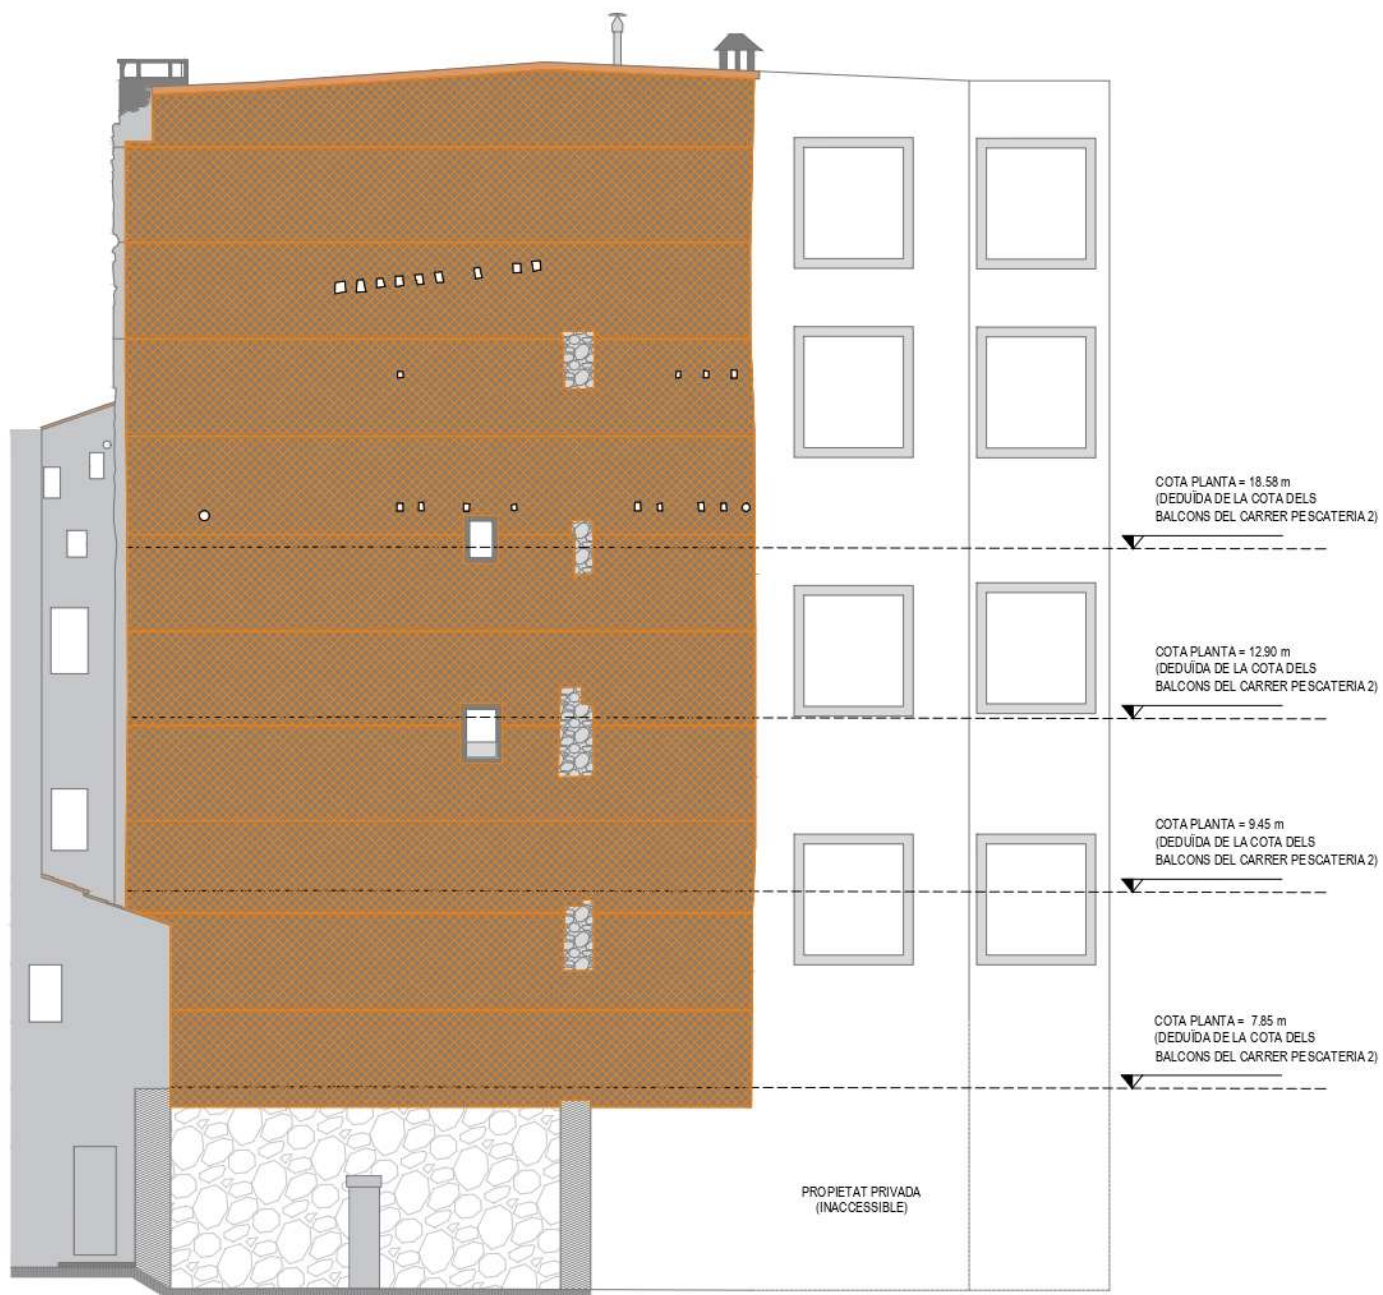 COTA PLANTA = 18.58 m
(DEDUÏDA DE LA COTA DELS
BALCONS DEL CARRER PESCATERIA 2)
COTA PLANTA = 12.90 m
(DEDUÏDA DE LA COTA DELS
BALCONS DEL CARRER PESCATERIA 2)
COTA PLANTA = 9.45 m
(DEDUÏDA DE LA COTA DELS
BALCONS DEL CARRER PESCATERIA 2)
COTA PLANTA = 7.85 m
(DEDUÏDA DE LA COTA DELS
BALCONS DEL CARRER PESCATERIA 2)
PROPIETAT PRIVADA
(INACCESSIBLE)